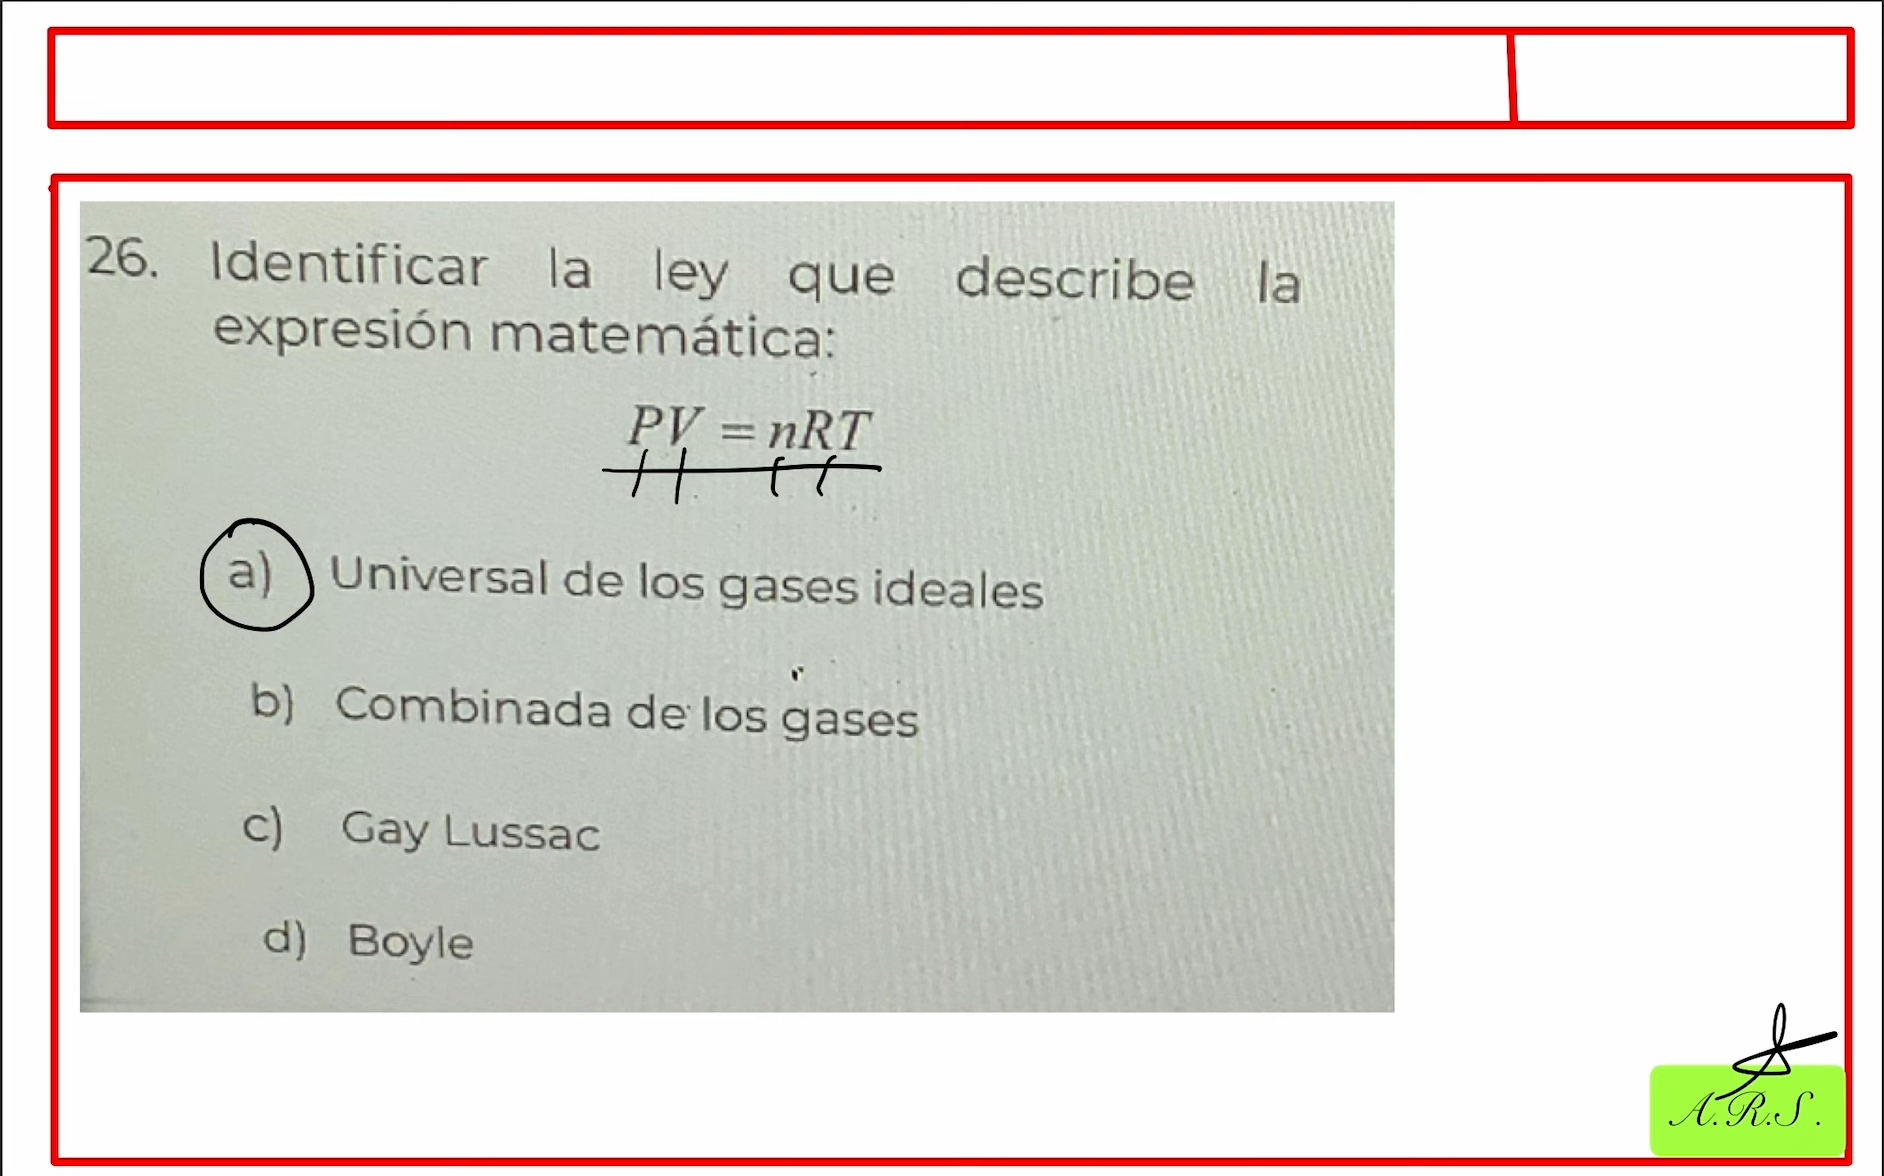 26. Identificar la ley que describe la
expresión matemática:
PV = nRT
a) Universal de los gases ideales
b) Combinada de los gases
c) Gay Lussac
d) Boyle
A.R.S.